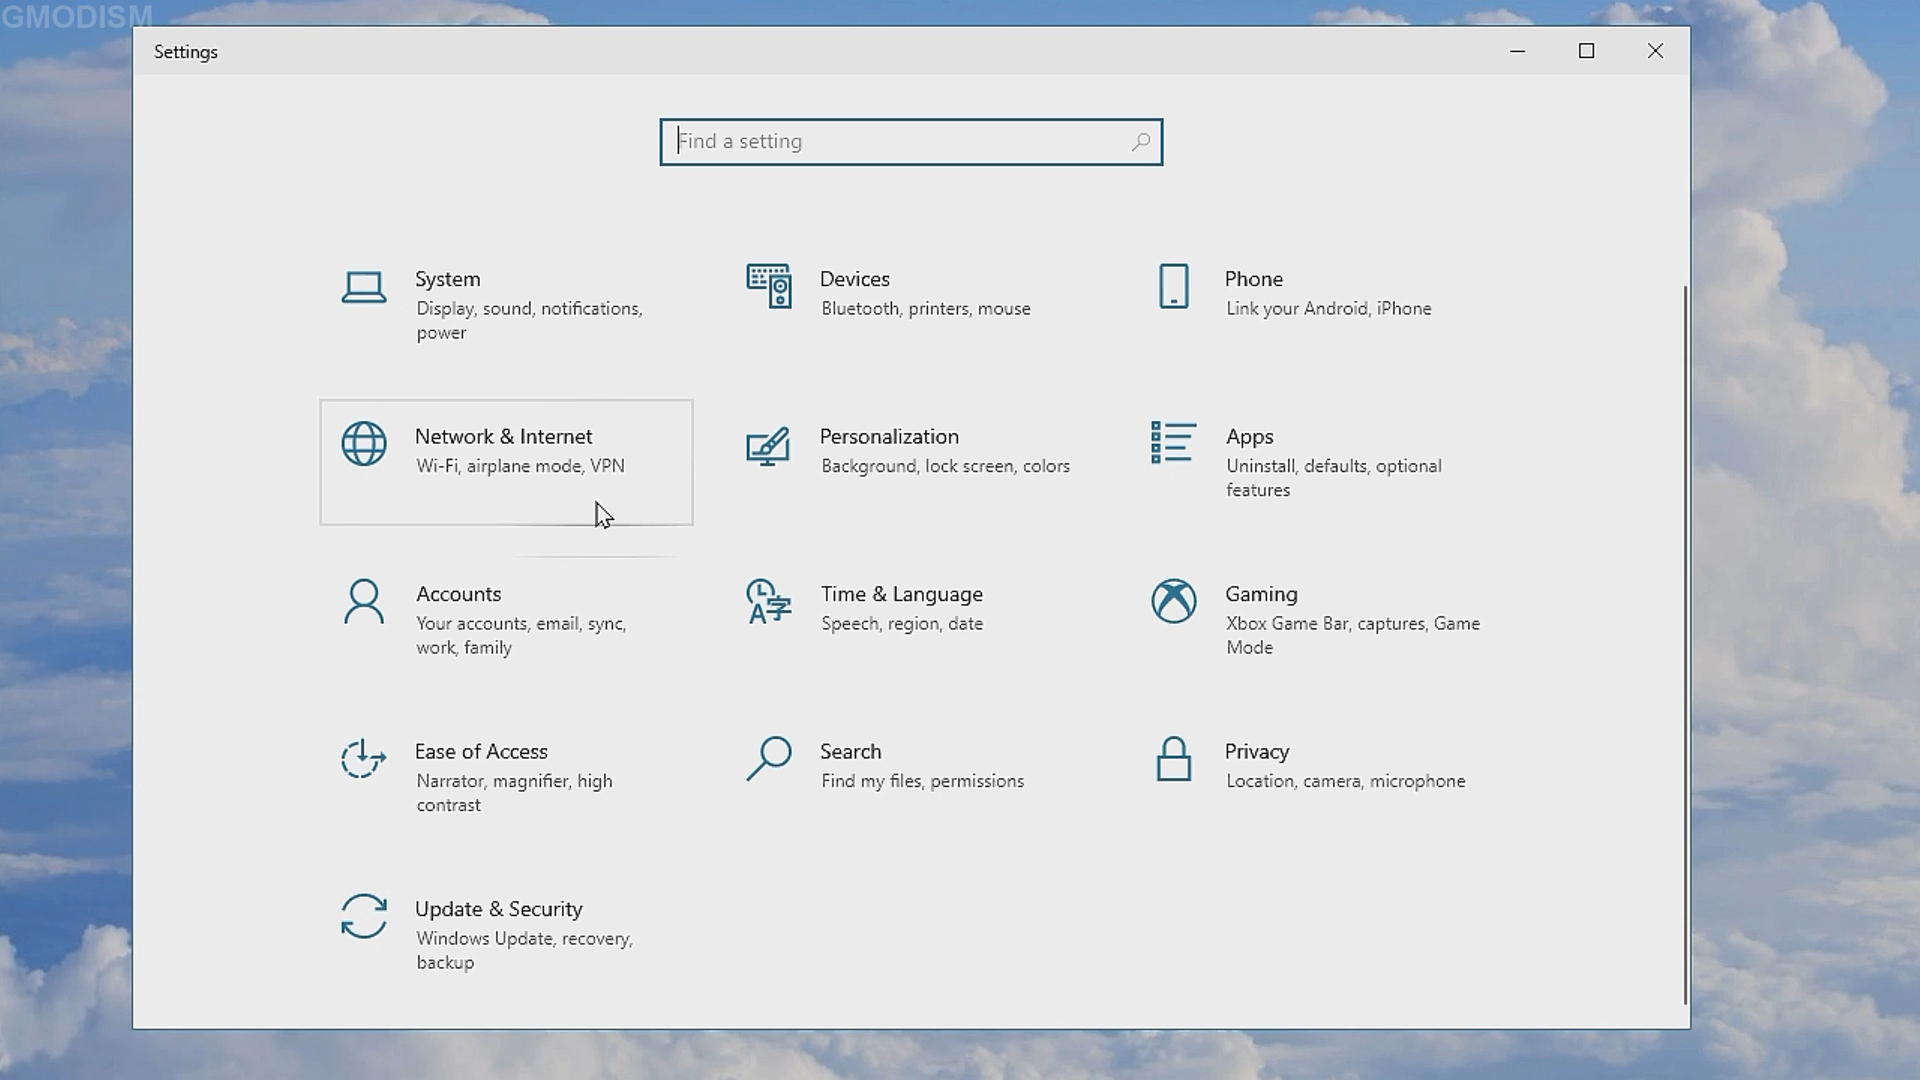 GMODISM
Settings
Find a setting
System
Display, sound, notifications,
power
Devices
Bluetooth, printers, mouse
Phone
Link your Android, iPhone
Network & Internet
Wi-Fi, airplane mode, VPN
Personalization
Background, lock screen, colors
Apps
Uninstall, defaults, optional
features
Accounts
Your accounts, email, sync,
work, family
Time & Language
Speech, region, date
Gaming
Xbox Game Bar, captures, Game
Mode
Ease of Access
Narrator, magnifier, high
contrast
Search
Find my files, permissions
Privacy
Location, camera, microphone
Update & Security
Windows Update, recovery,
backup